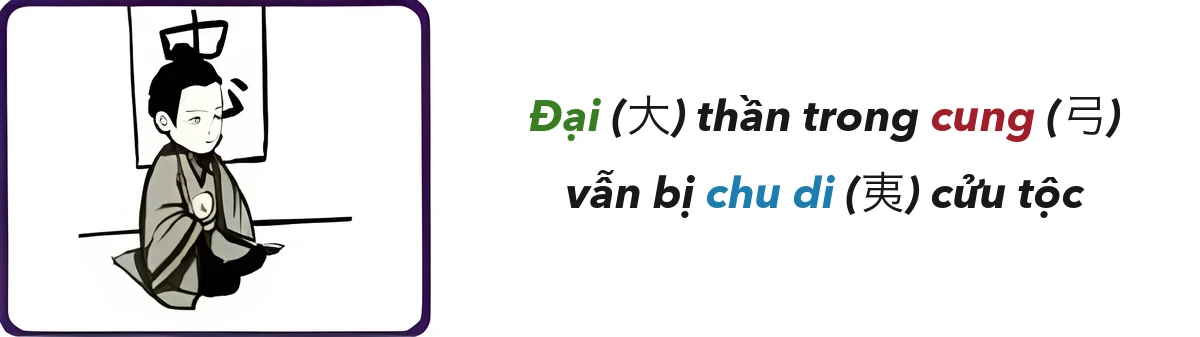 Đại (大) thần trong cung (弓)
vẫn bị chu di (夷) cửu tộc